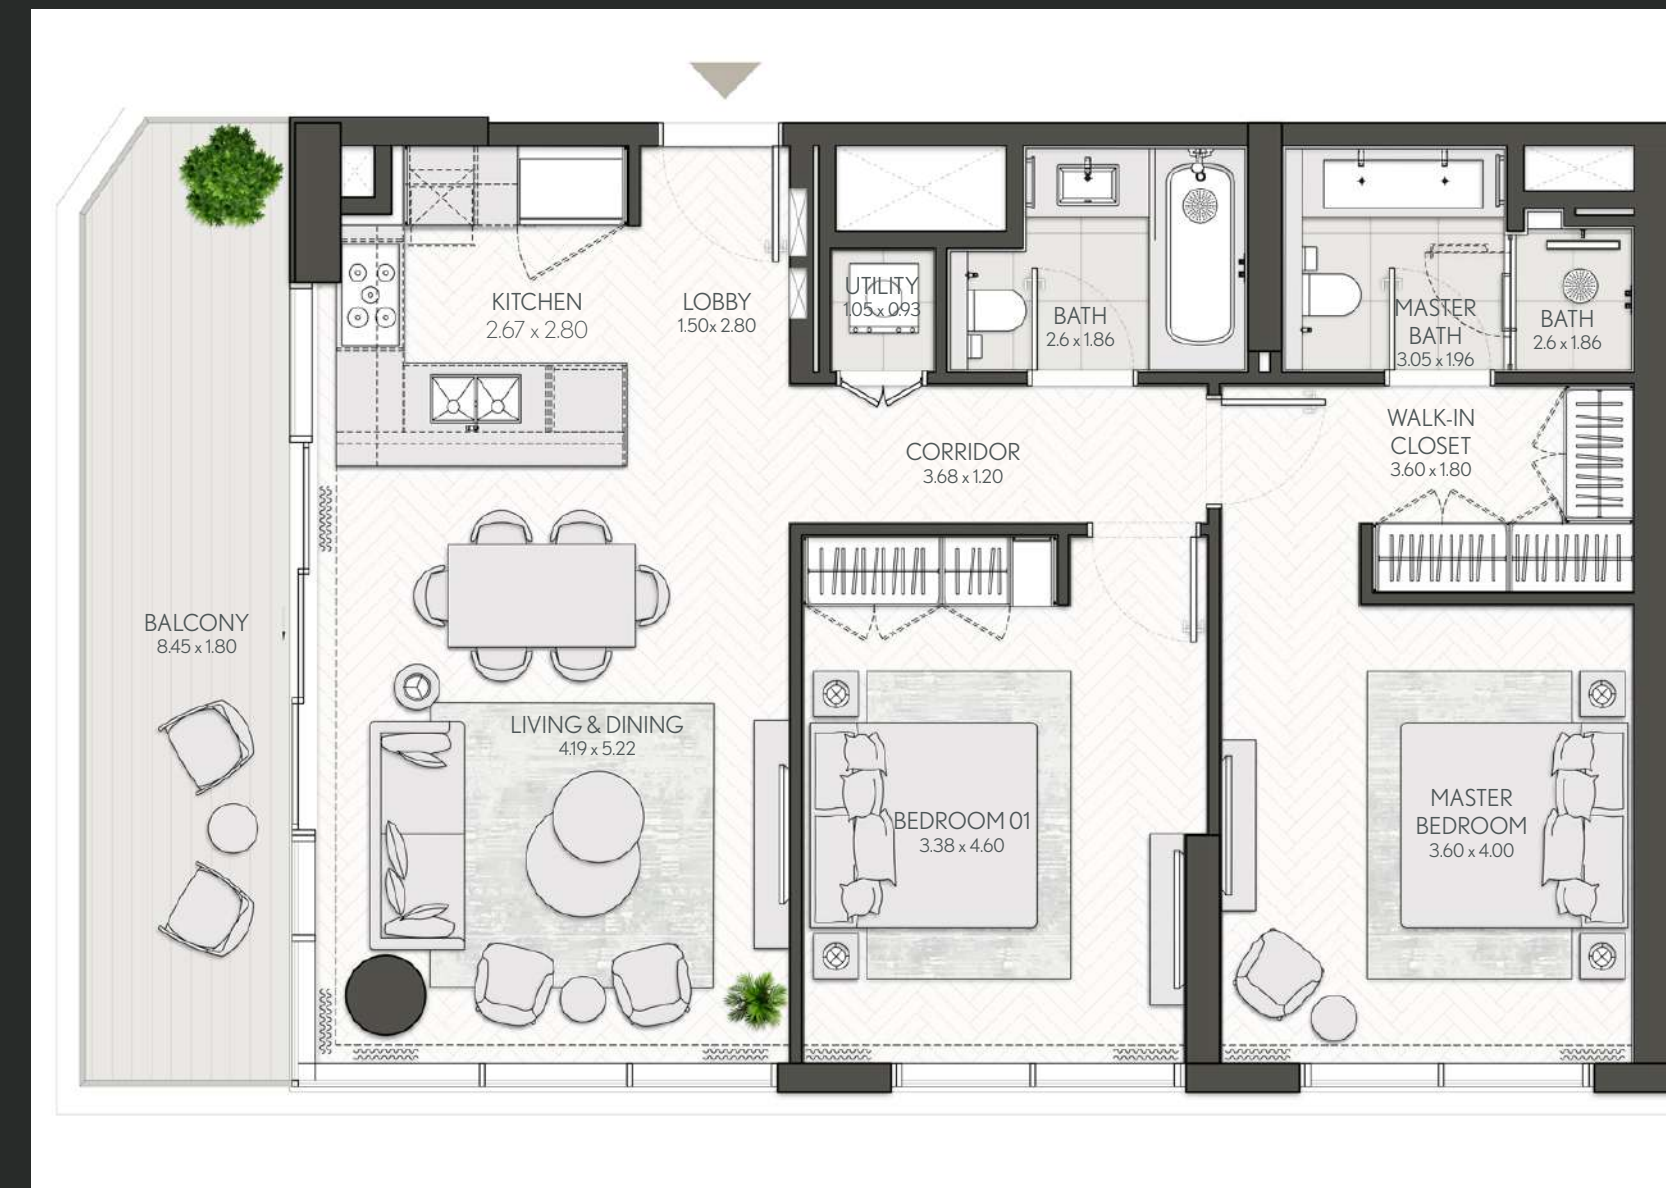 KITCHEN
2.67 x 2.80
LOBBY
1.50x 2.80
UTILITY
1.05 x 0.93
BATH
2.6 x 1.86
MASTER
BATH
3.05 x 1.96
BATH
2.6 x 1.86
CORRIDOR
3.68 x 1.20
WALK-IN
CLOSET
3.60 x 1.80
BALCONY
8.45 x 1.80
LIVING & DINING
4.19 x 5.22
BEDROOM 01
3.38 x 4.60
MASTER
BEDROOM
3.60 x 4.00